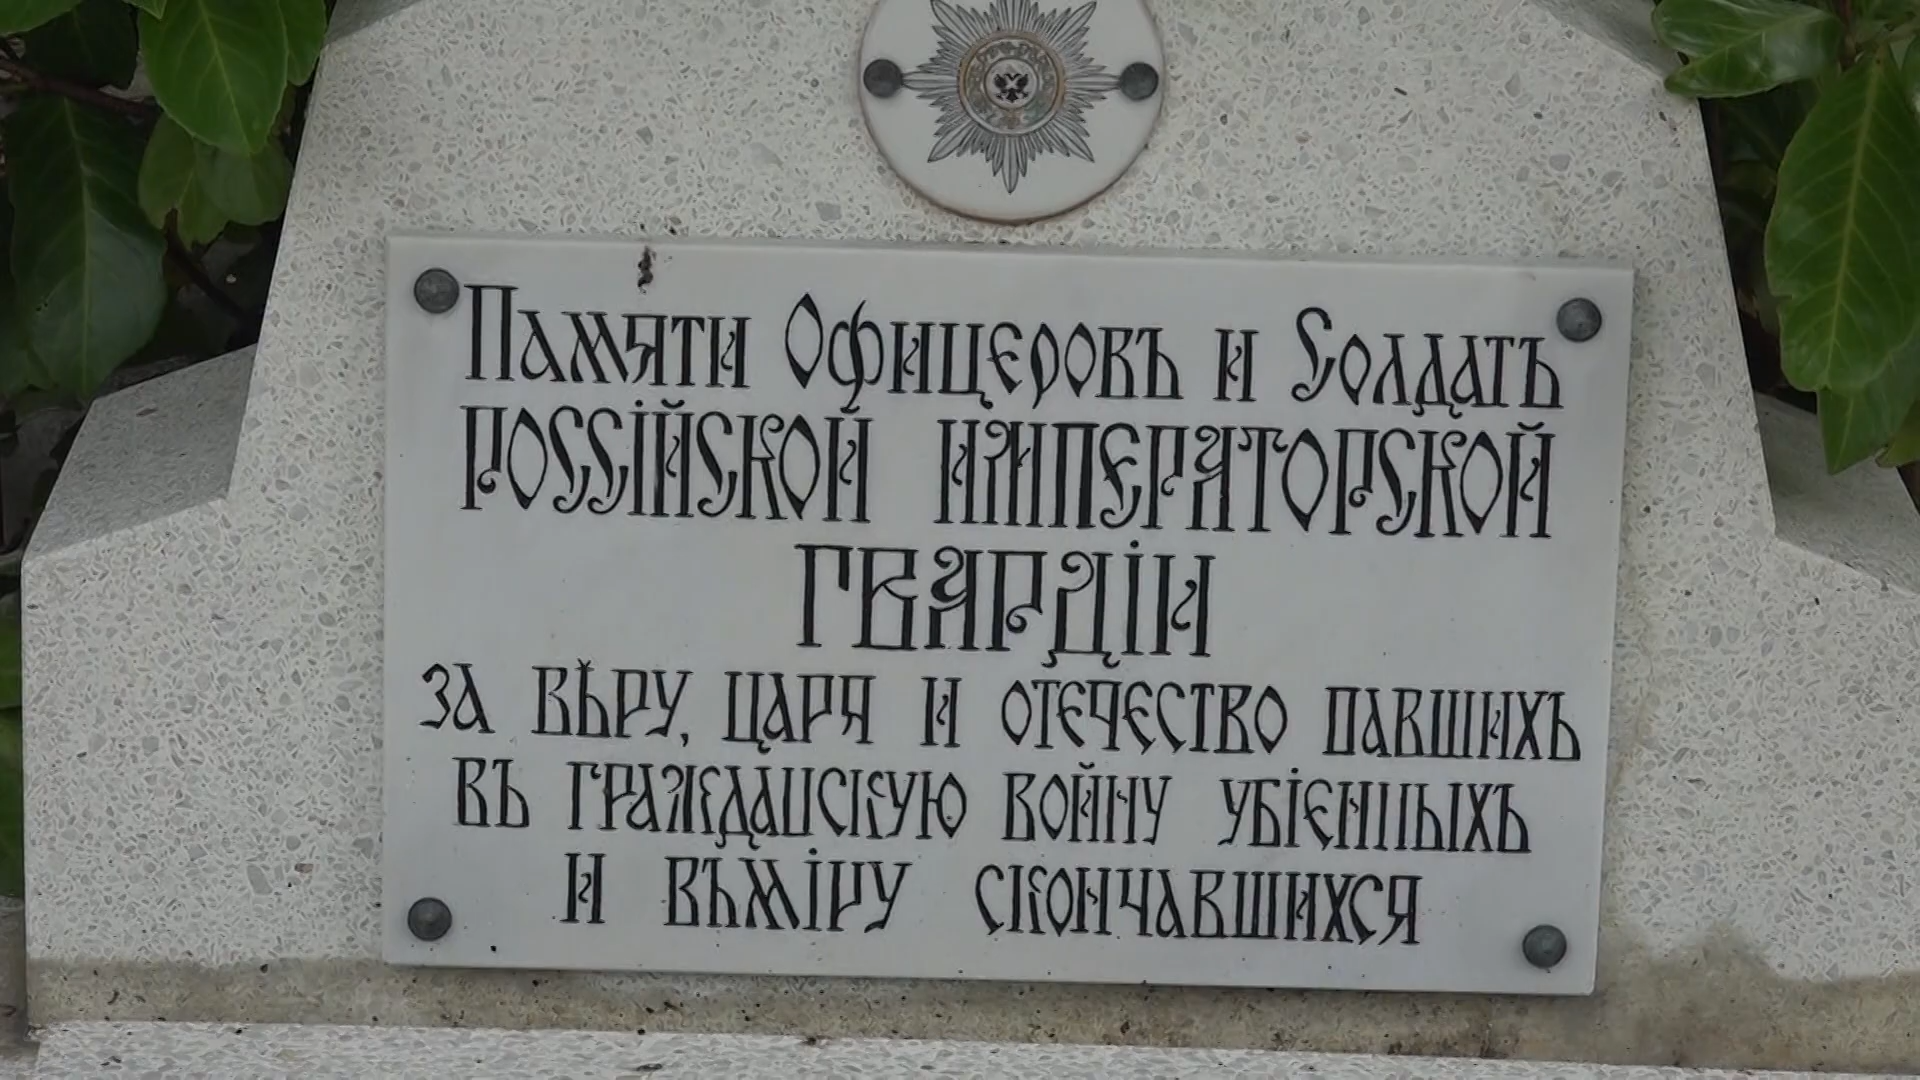 Памяти Офицеровъ и Солдатъ
РОССІЙСКОЙ ИМПЕРАТОРСКОЙ
ГВАРДІИ
ЗА ВѢРУ, ЦАРЯ И ОТЕЧЕСТВО ПАВШИХЪ
ВЪ ГРАЖДАНСКУЮ ВОЙНУ УБІЕННЫХЪ
И ВЪ МІРУ СКОНЧАВШИХСЯ